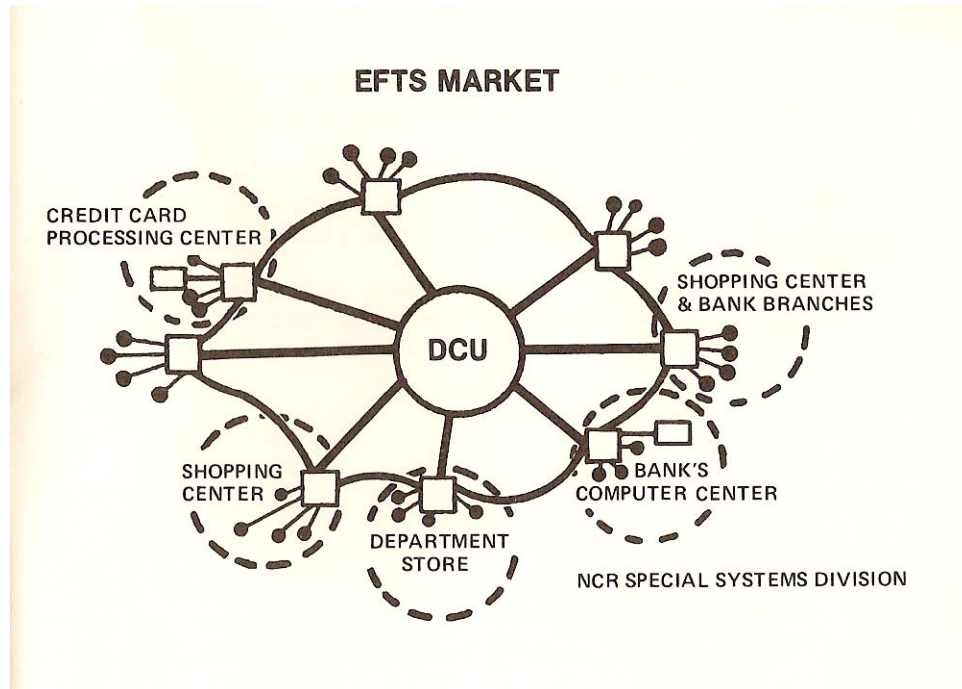 EFTS MARKET
CREDIT CARD
PROCESSING CENTER
SHOPPING CENTER
& BANK BRANCHES
DCU
SHOPPING
CENTER
BANK'S
COMPUTER CENTER
DEPARTMENT
STORE
NCR SPECIAL SYSTEMS DIVISION